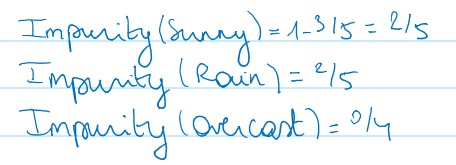 Impurity (Sunny) = 1 - 3/5 = 2/5
Impurity (Rain) = 2/5
Impurity (Overcast) = 0/4